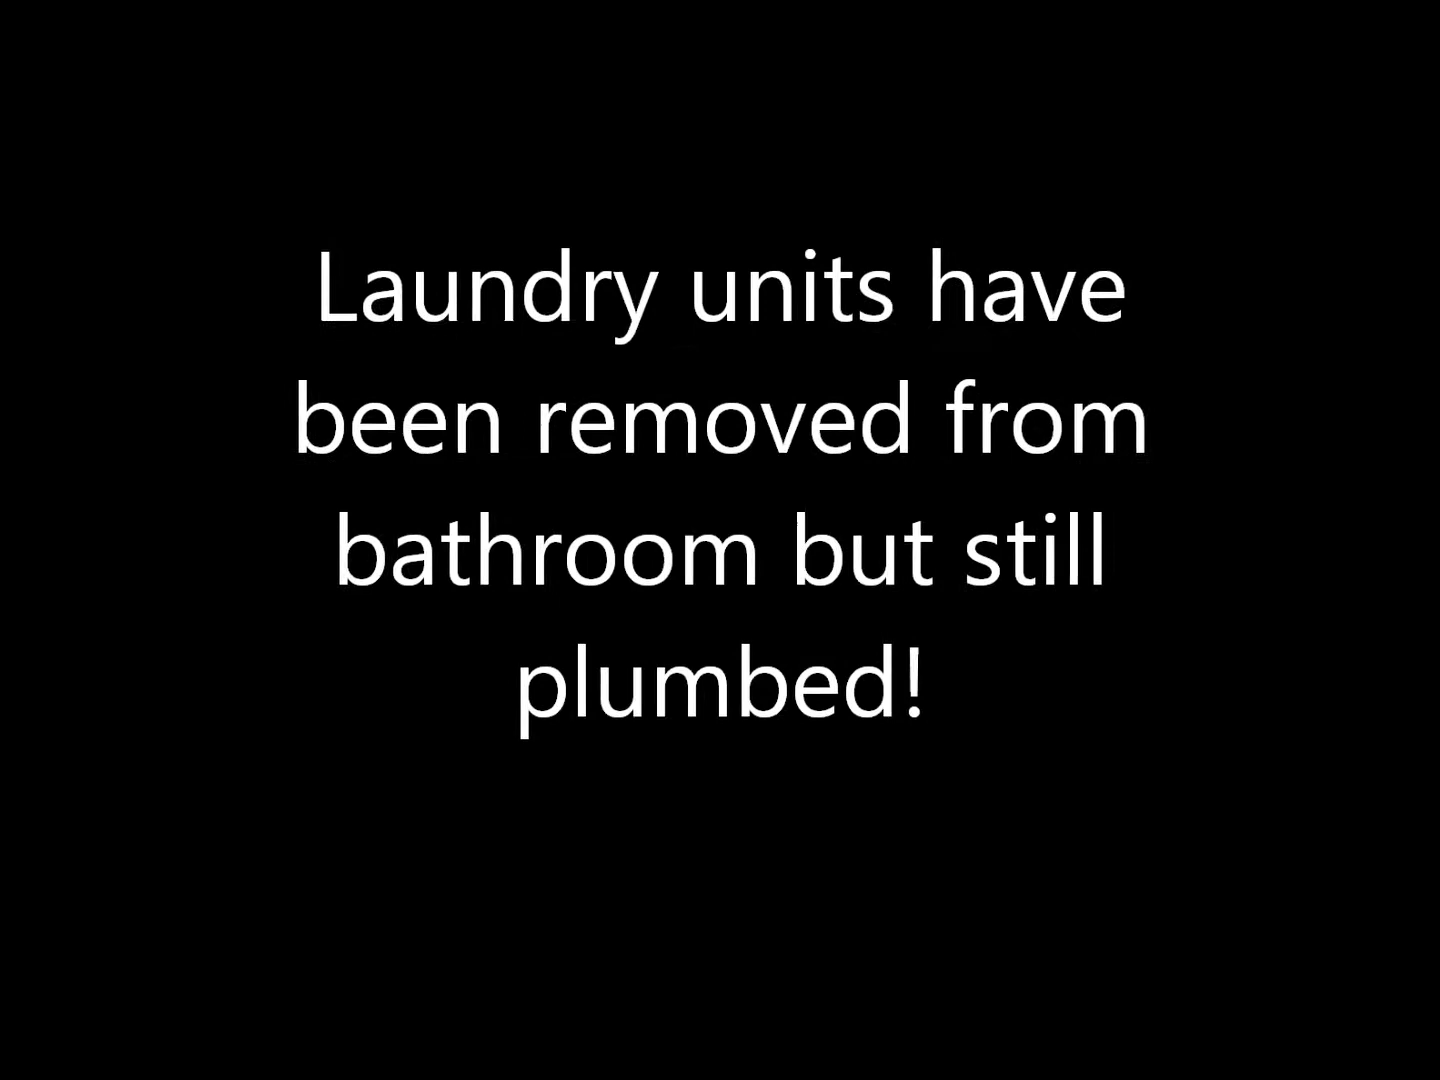 Laundry units have
been removed from
bathroom but still
plumbed!